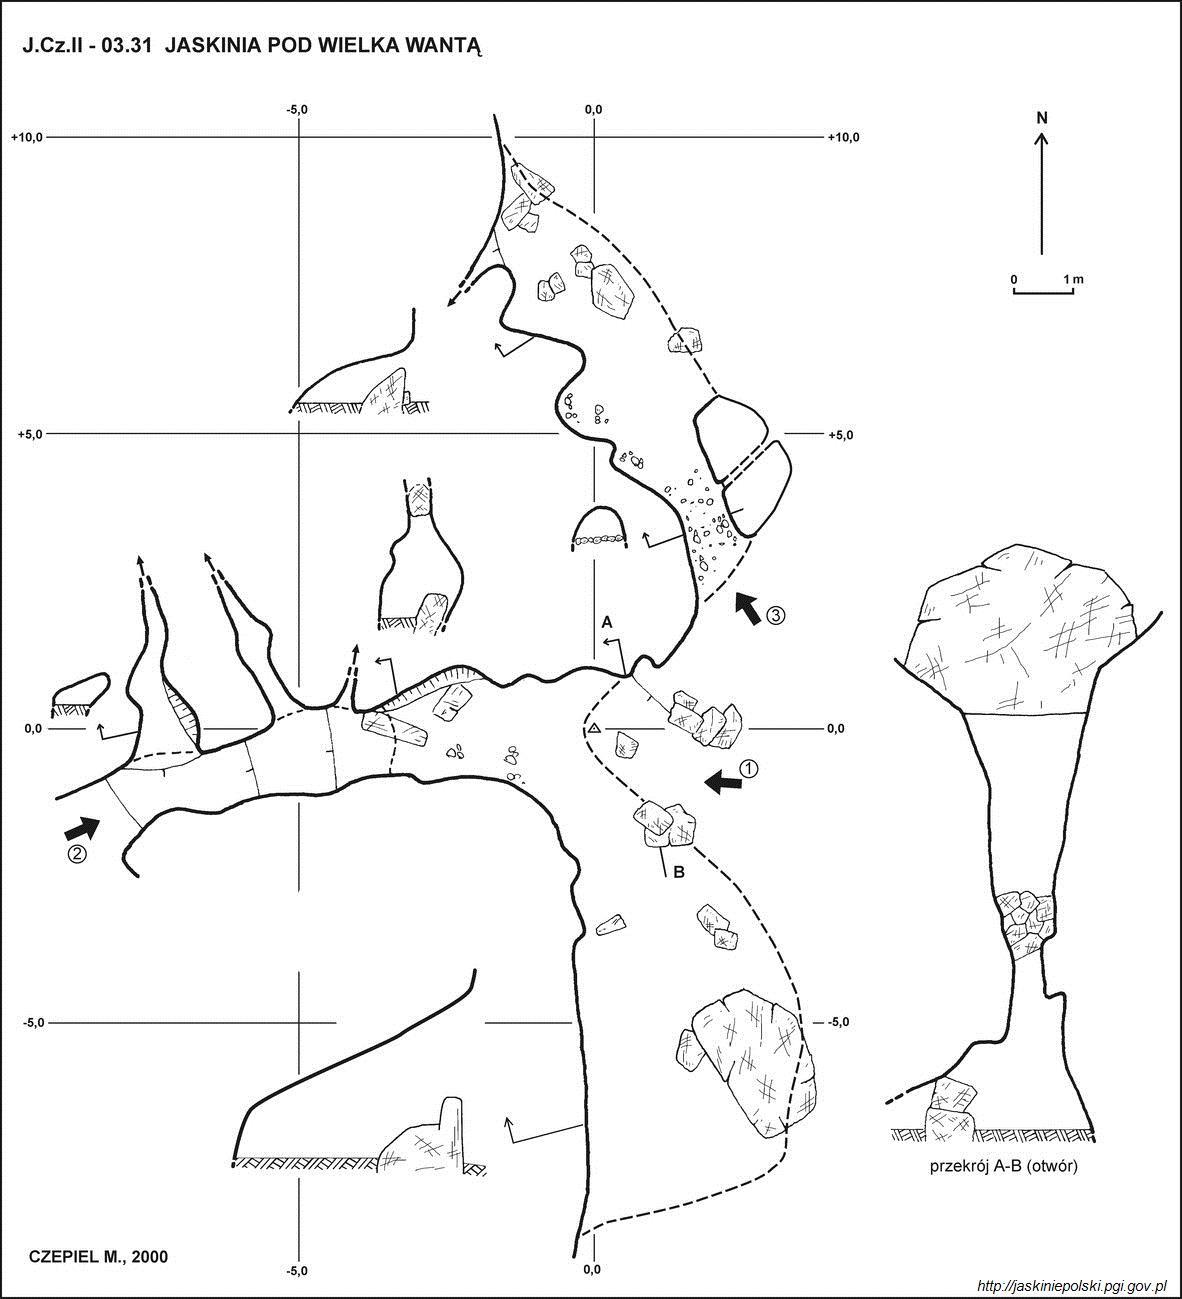 J.Cz.II - 03.31 JASKINIA POD WIELKA WANTĄ
-5,0
0,0
+10,0
+10,0
N
0 1 m
+5,0
+5,0
3
A
0,0
0,0
1
2
B
-5,0
-5,0
przekrój A-B (otwór)
CZEPIEL M., 2000
-5,0
0,0
http://jaskiniepolski.pgi.gov.pl